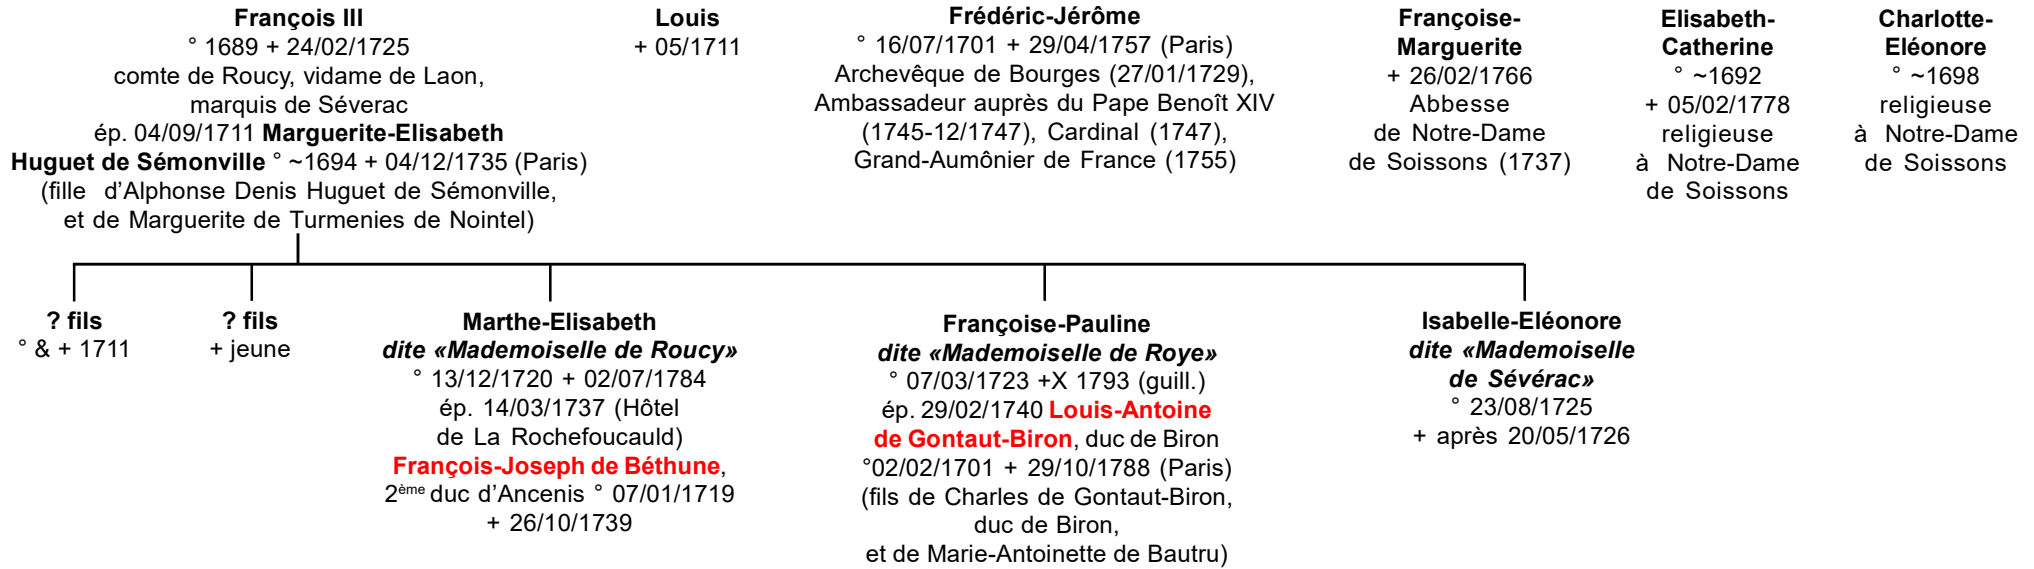 François III
° 1689 + 24/02/1725
comte de Roucy, vidame de Laon,
marquis de Séverac
ép. 04/09/1711 Marguerite-Elisabeth
Huguet de Sémonville ° ~1694 + 04/12/1735 (Paris)
(fille d’Alphonse Denis Huguet de Sémonville,
et de Marguerite de Turmenies de Nointel)
Louis
+ 05/1711
Frédéric-Jérôme
° 16/07/1701 + 29/04/1757 (Paris)
Archevêque de Bourges (27/01/1729),
Ambassadeur auprès du Pape Benoît XIV
(1745-12/1747), Cardinal (1747),
Grand-Aumônier de France (1755)
Françoise-
Marguerite
+ 26/02/1766
Abbesse
de Notre-Dame
de Soissons (1737)
Elisabeth-
Catherine
° ~1692
+ 05/02/1778
religieuse
à Notre-Dame
de Soissons
Charlotte-
Eléonore
° ~1698
religieuse
à Notre-Dame
de Soissons
? fils
° & + 1711
? fils
+ jeune
Marthe-Elisabeth
dite «Mademoiselle de Roucy»
° 13/12/1720 + 02/07/1784
ép. 14/03/1737 (Hôtel
de La Rochefoucauld)
François-Joseph de Béthune,
2ème duc d’Ancenis ° 07/01/1719
+ 26/10/1739
Françoise-Pauline
dite «Mademoiselle de Roye»
° 07/03/1723 +X 1793 (guill.)
ép. 29/02/1740 Louis-Antoine
de Gontaut-Biron, duc de Biron
°02/02/1701 + 29/10/1788 (Paris)
(fils de Charles de Gontaut-Biron,
duc de Biron,
et de Marie-Antoinette de Bautru)
Isabelle-Eléonore
dite «Mademoiselle
de Sévérac»
° 23/08/1725
+ après 20/05/1726